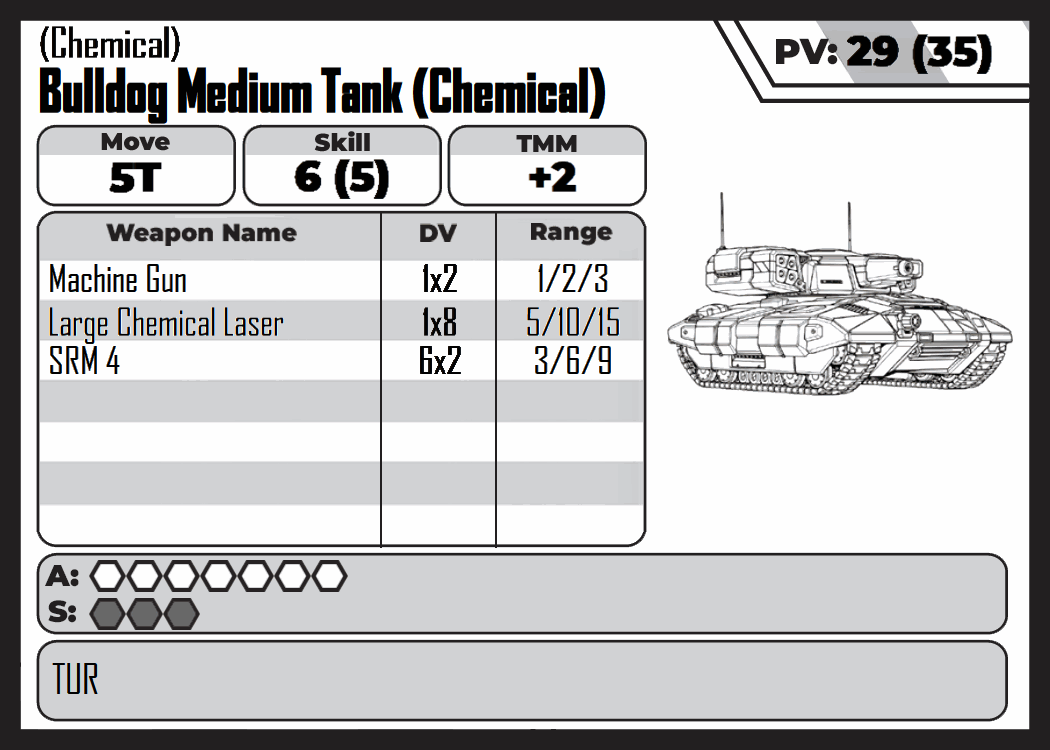 (Chemical)
Bulldog Medium Tank (Chemical)
PV: 29 (35)
Move
5T
Skill
6 (5)
TMM
+2
Weapon Name DV Range
Machine Gun 1x2 1/2/3
Large Chemical Laser 1x8 5/10/15
SRM 4 6x2 3/6/9
A:
S:
TUR